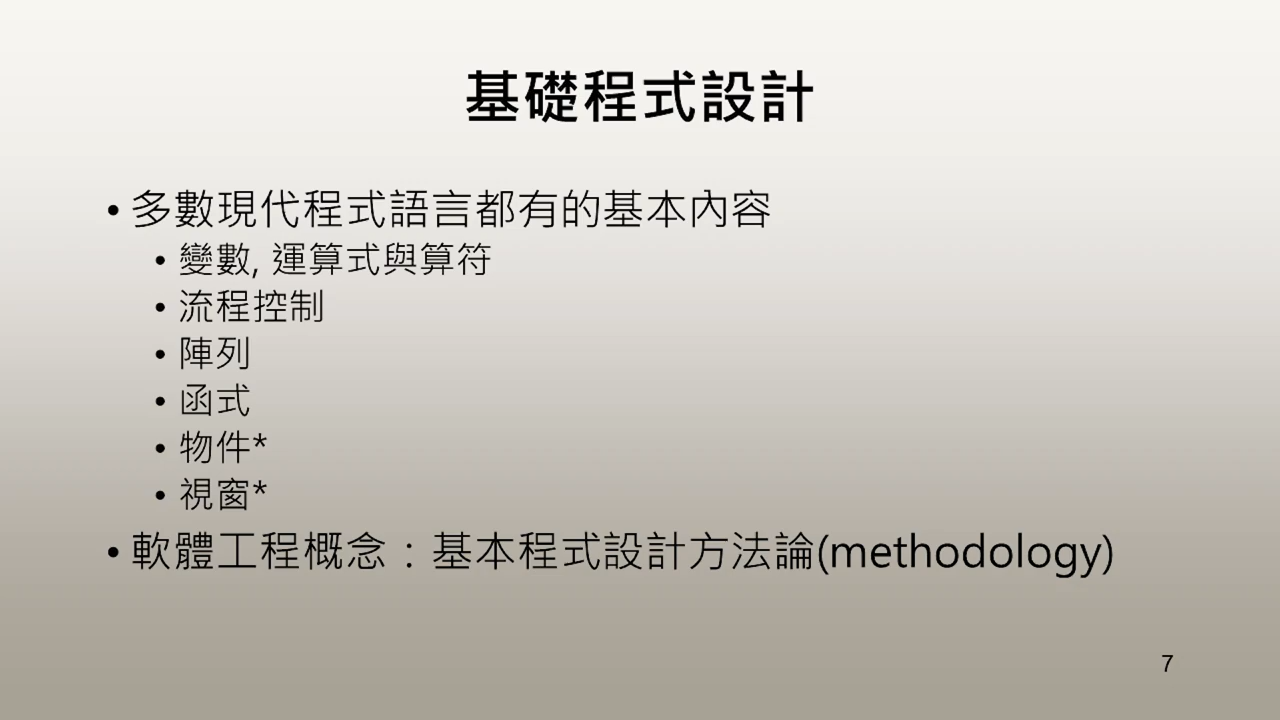 基礎程式設計
• 多數現代程式語言都有的基本內容
• 變數, 運算式與算符
• 流程控制
• 陣列
• 函式
• 物件*
• 視窗*
• 軟體工程概念：基本程式設計方法論(methodology)
7